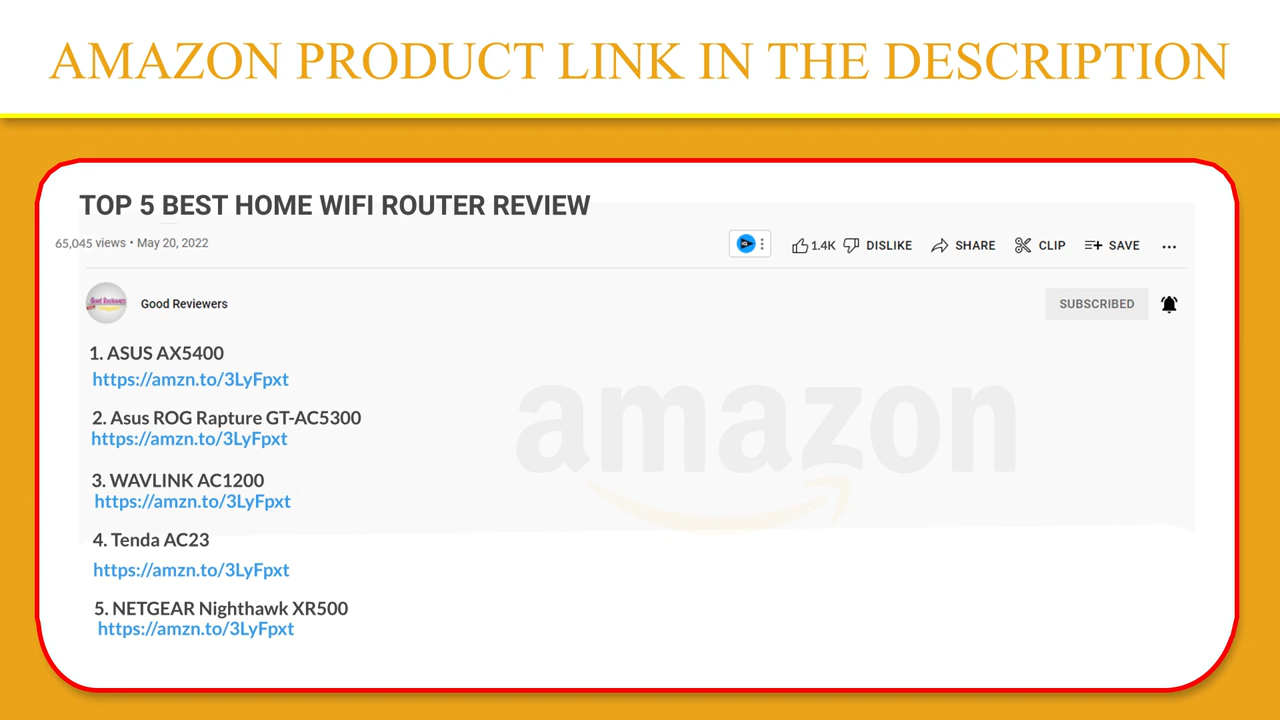 AMAZON PRODUCT LINK IN THE DESCRIPTION
TOP 5 BEST HOME WIFI ROUTER REVIEW
65,045 views • May 20, 2022
1.4K DISLIKE SHARE CLIP SAVE ...
Good Reviewers
SUBSCRIBED
1. ASUS AX5400
https://amzn.to/3LyFpxt
2. Asus ROG Rapture GT-AC5300
https://amzn.to/3LyFpxt
3. WAVLINK AC1200
https://amzn.to/3LyFpxt
4. Tenda AC23
https://amzn.to/3LyFpxt
5. NETGEAR Nighthawk XR500
https://amzn.to/3LyFpxt
amazon